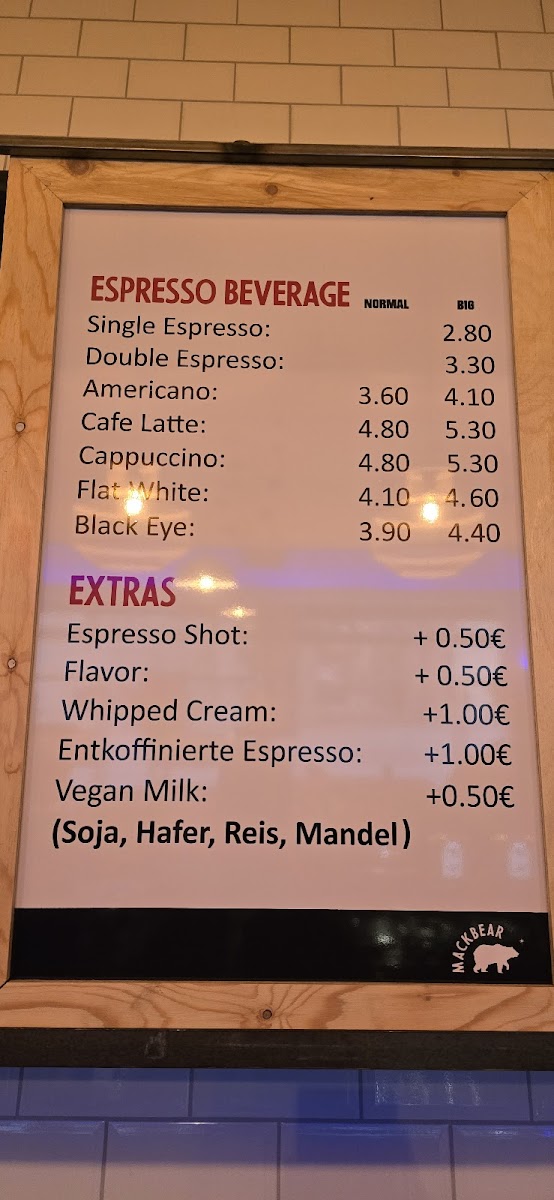 ESPRESSO BEVERAGE NORMAL BIG
Single Espresso: 2.80
Double Espresso: 3.30
Americano: 3.60 4.10
Cafe Latte: 4.80 5.30
Cappuccino: 4.80 5.30
Flat White: 4.10 4.60
Black Eye: 3.90 4.40
EXTRAS
Espresso Shot: + 0.50€
Flavor: + 0.50€
Whipped Cream: +1.00€
Entkoffinierte Espresso: +1.00€
Vegan Milk: +0.50€
(Soja, Hafer, Reis, Mandel)
MACKBEAR